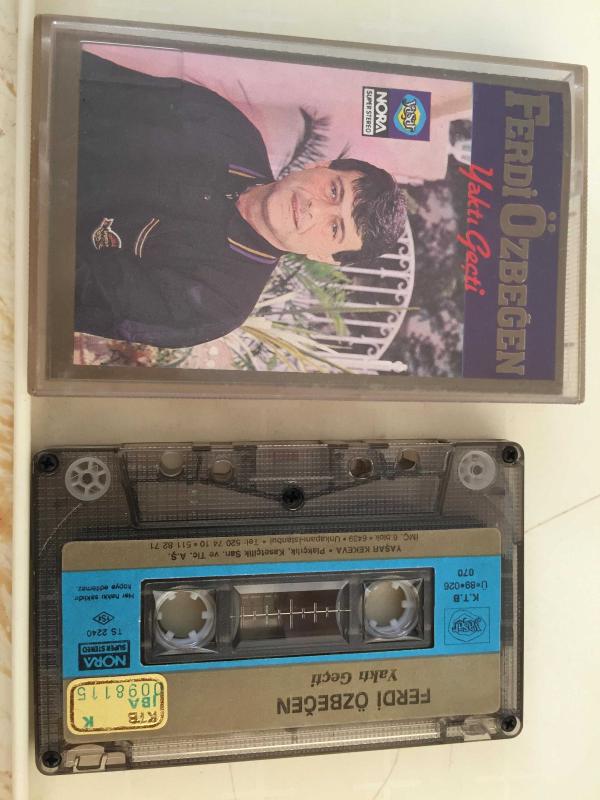 FERDİ ÖZBEĞEN
Yaktı Geçti
Yaşar
NORA
SUPER STEREO
FERDİ ÖZBEĞEN
Yaktı Geçti
Yaşar
K.T.B
Ü•89•026
070
NORA
SUPER STEREO
TS 2240
TSE
Her hakkı saklıdır
kopye edilemez.
YAŞAR KEKEVA • Plakçılık, Kasetçilik San. ve Tic. A.Ş.
İMÇ. 6 blok • 6439 • Unkapanı-İstanbul • Tel: 520 74 10 • 511 82 71
KTB K
IBA
0098115